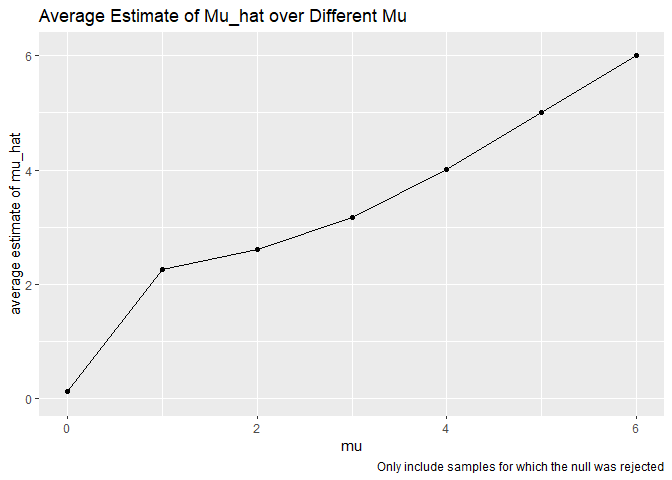 Average Estimate of Mu_hat over Different Mu
average estimate of mu_hat
6
4
2
0
0 2 4 6
mu
Only include samples for which the null was rejected